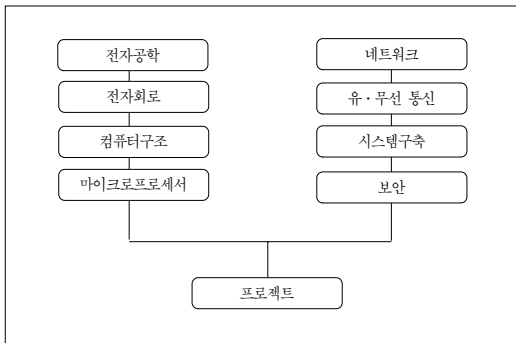 전자공학
전자회로
컴퓨터구조
마이크로프로세서
네트워크
유·무선 통신
시스템구축
보안
프로젝트